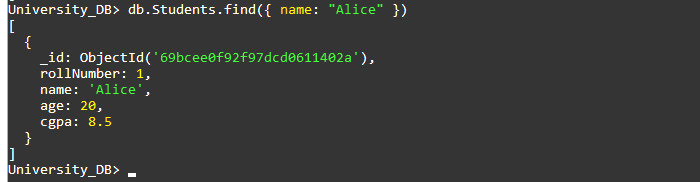 University_DB> db.Students.find({ name: "Alice" })
[
  {
    _id: ObjectId('69bcee0f92f97dcd0611402a'),
    rollNumber: 1,
    name: 'Alice',
    age: 20,
    cgpa: 8.5
  }
]
University_DB>